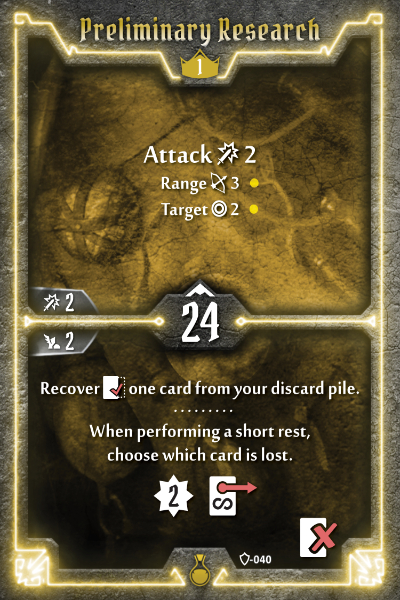 Preliminary Research
1
Attack 2
Range 3
Target 2
2
24
2
Recover one card from your discard pile.
When performing a short rest,
choose which card is lost.
2 S
-040